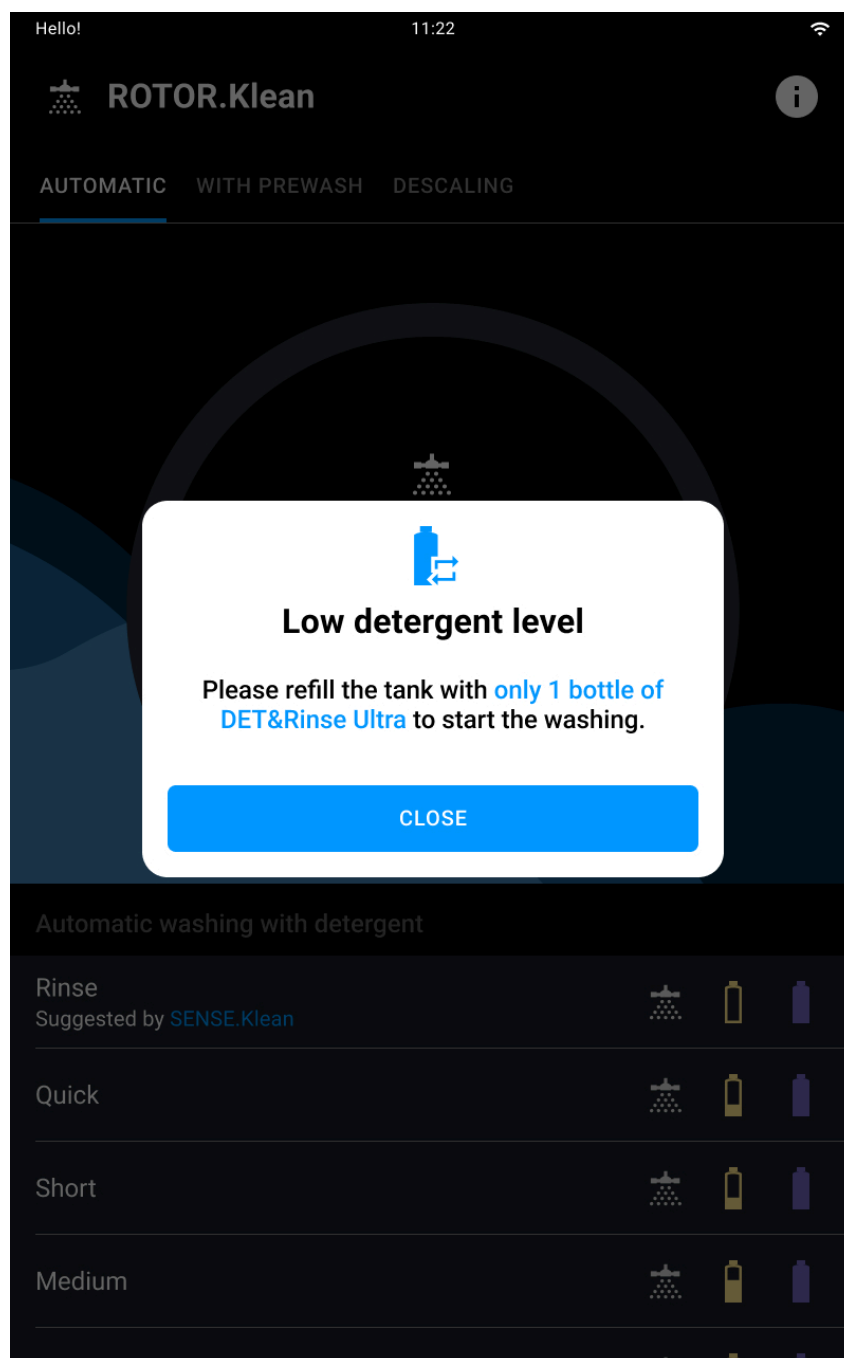 Hello!
11:22
ROTOR.Klean
AUTOMATIC
WITH PREWASH
DESCALING
Low detergent level
Please refill the tank with only 1 bottle of
DET&Rinse Ultra to start the washing.
CLOSE
Automatic washing with detergent
Rinse
Suggested by SENSE.Klean
Quick
Short
Medium